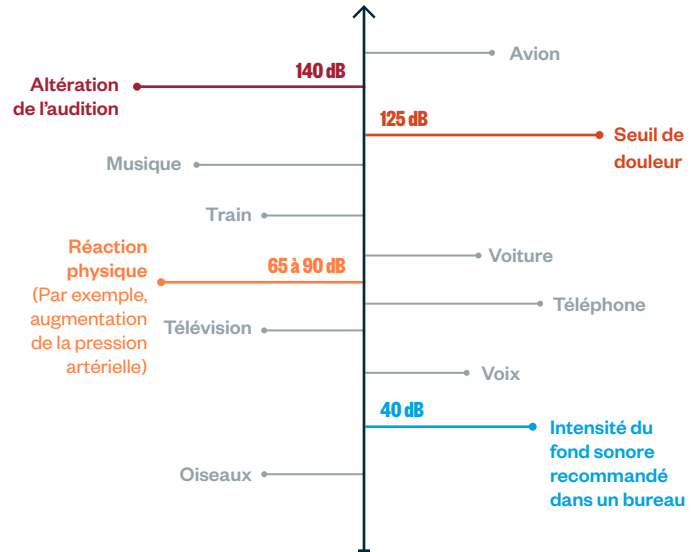 Avion
140 dB
Altération
de l'audition
125 dB
Seuil de
douleur
Musique
Train
Réaction
physique
(Par exemple,
augmentation
de la pression
artérielle)
65 à 90 dB
Voiture
Téléphone
Télévision
Voix
40 dB
Intensité du
fond sonore
recommandé
dans un bureau
Oiseaux